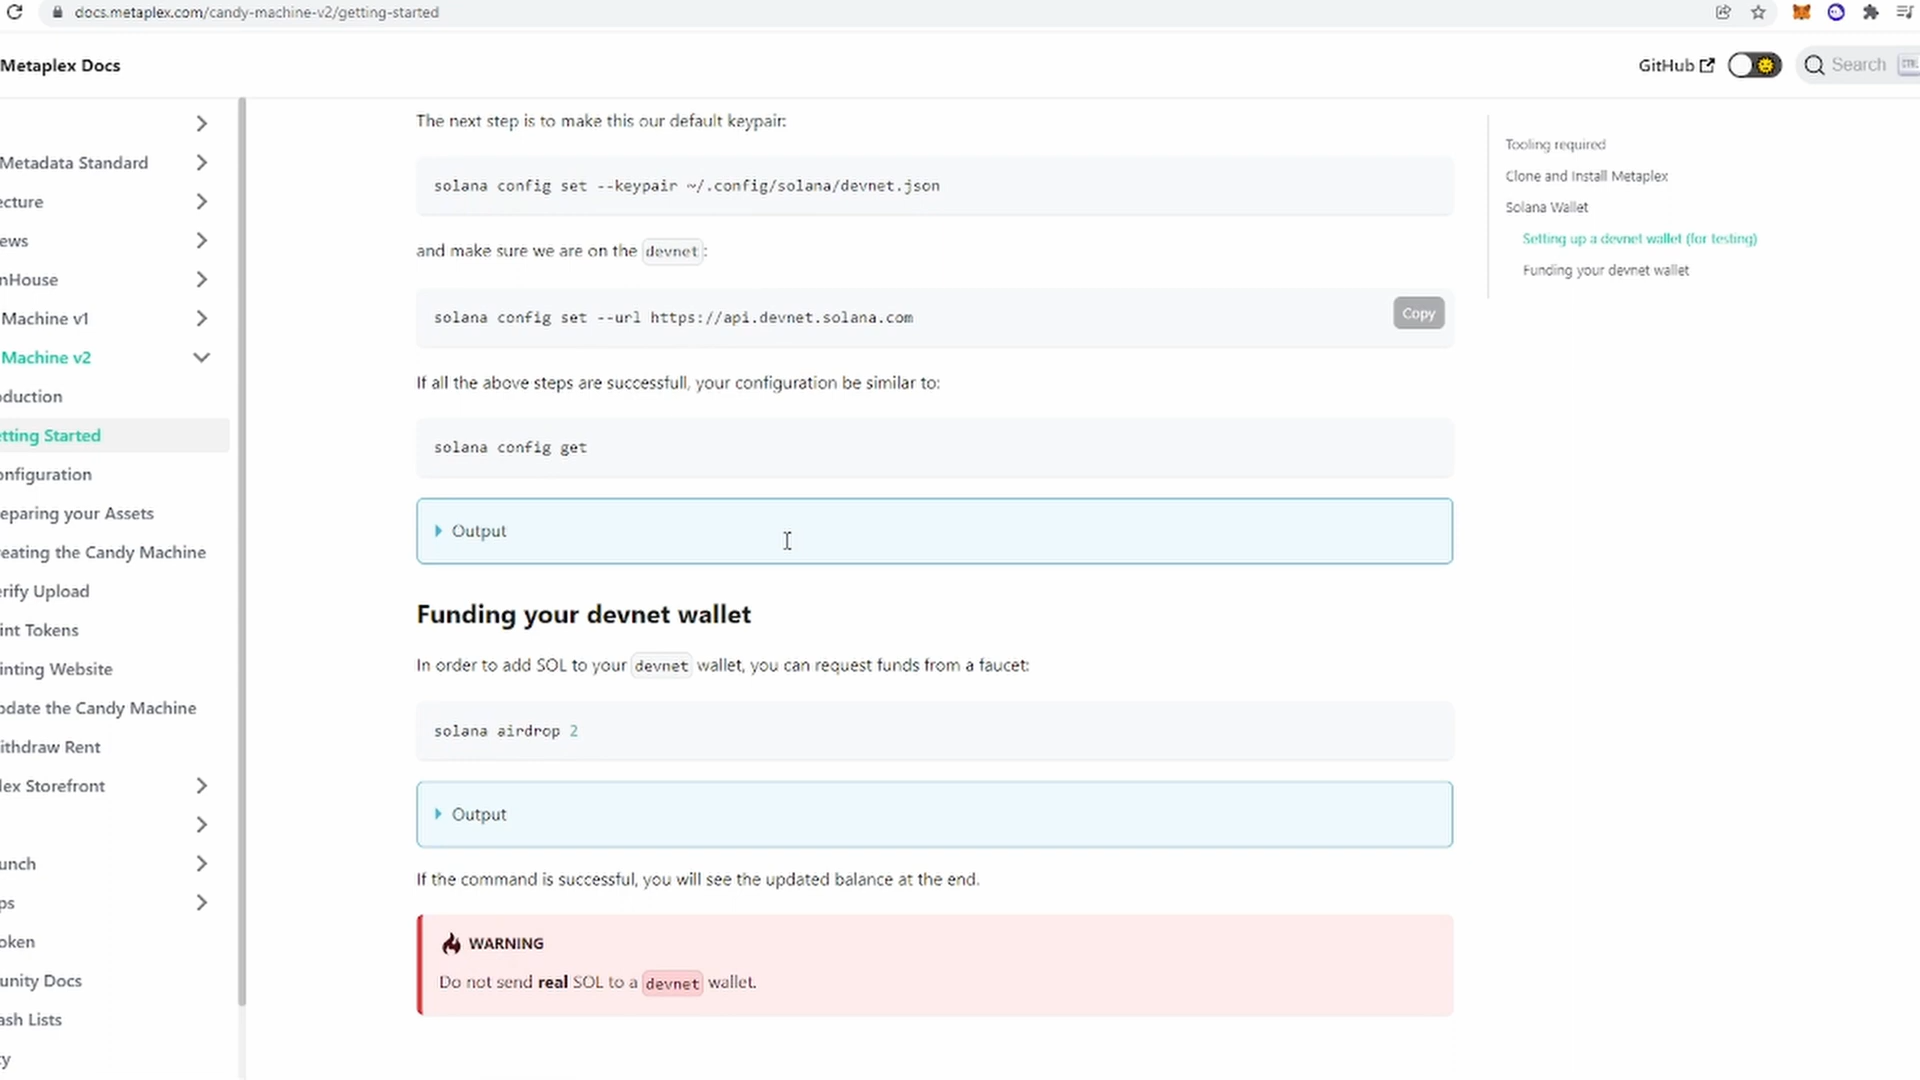 docs.metaplex.com/candy-machine-v2/getting-started
Metaplex Docs
GitHub
Search
Metadata Standard
ecture
ews
nHouse
Machine v1
Machine v2
oduction
etting Started
onfiguration
eparing your Assets
reating the Candy Machine
erify Upload
int Tokens
inting Website
pdate the Candy Machine
ithdraw Rent
lex Storefront
unch
ps
oken
unity Docs
ash Lists
ty
The next step is to make this our default keypair:
solana config set --keypair ~/.config/solana/devnet.json
and make sure we are on the devnet:
solana config set --url https://api.devnet.solana.com
Copy
If all the above steps are successful, your configuration be similar to:
solana config get
Output
Funding your devnet wallet
In order to add SOL to your devnet wallet, you can request funds from a faucet:
solana airdrop 2
Output
If the command is successful, you will see the updated balance at the end.
WARNING
Do not send real SOL to a devnet wallet.
Tooling required
Clone and Install Metaplex
Solana Wallet
Setting up a devnet wallet (for testing)
Funding your devnet wallet